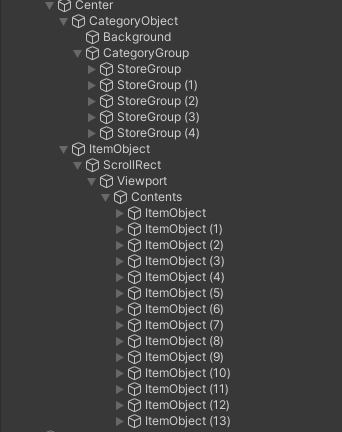 Center
CategoryObject
Background
CategoryGroup
StoreGroup
StoreGroup (1)
StoreGroup (2)
StoreGroup (3)
StoreGroup (4)
ItemObject
ScrollRect
Viewport
Contents
ItemObject
ItemObject (1)
ItemObject (2)
ItemObject (3)
ItemObject (4)
ItemObject (5)
ItemObject (6)
ItemObject (7)
ItemObject (8)
ItemObject (9)
ItemObject (10)
ItemObject (11)
ItemObject (12)
ItemObject (13)